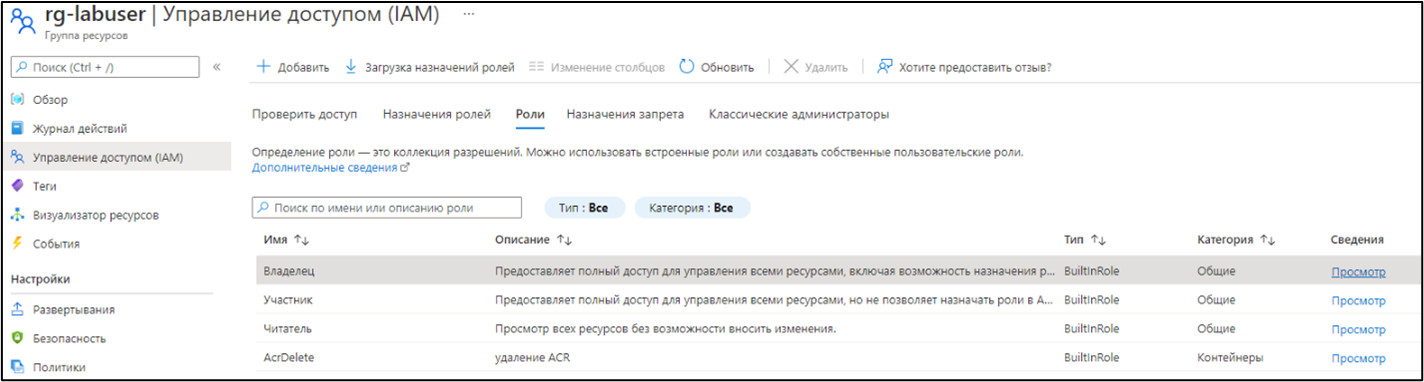 rg-labuser | Управление доступом (IAM) ...
Группа ресурсов
Поиск (Ctrl + /) «
Добавить Загрузка назначений ролей Изменение столбцов Обновить Удалить Хотите предоставить отзыв?
Обзор
Журнал действий
Управление доступом (IAM)
Теги
Визуализатор ресурсов
События
Настройки
Развертывания
Безопасность
Политики
Проверить доступ Назначения ролей Роли Назначения запрета Классические администраторы
Определение роли — это коллекция разрешений. Можно использовать встроенные роли или создавать собственные пользовательские роли.
Дополнительные сведения
Поиск по имени или описанию роли Тип : Все Категория : Все
Имя ↑↓ Описание ↑↓ Тип ↑↓ Категория ↑↓ Сведения
Владелец Предоставляет полный доступ для управления всеми ресурсами, включая возможность назначения р... BuiltInRole Общие Просмотр
Участник Предоставляет полный доступ для управления всеми ресурсами, но не позволяет назначать роли в А... BuiltInRole Общие Просмотр
Читатель Просмотр всех ресурсов без возможности вносить изменения. BuiltInRole Общие Просмотр
AcrDelete удаление ACR BuiltInRole Контейнеры Просмотр